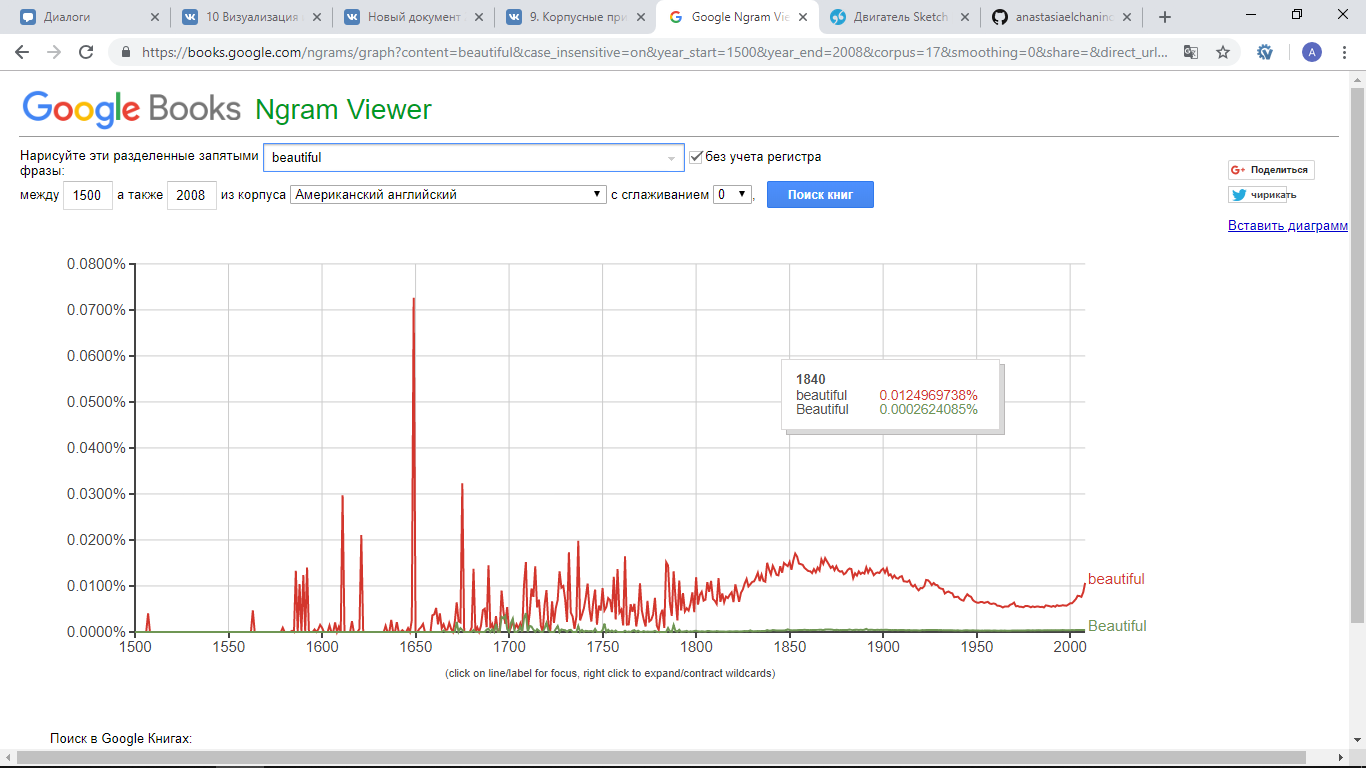 Диалоги
10 Визуализация
Новый документ
9. Корпусные при
Google Ngram Vie
Двигатель Sketch
anastasiaelchaninc
https://books.google.com/ngrams/graph?content=beautiful&case_insensitive=on&year_start=1500&year_end=2008&corpus=17&smoothing=0&share=&direct_url...
A
Google Books Ngram Viewer
Нарисуйте эти разделенные запятыми фразы:
beautiful
без учета регистра
между 1500 а также 2008 из корпуса Американский английский с сглаживанием 0 , Поиск книг
G+ Поделиться
чирикать
Вставить диаграмм
0.0800%
0.0700%
0.0600%
0.0500%
0.0400%
0.0300%
0.0200%
0.0100%
0.0000%
1840
beautiful 0.0124969738%
Beautiful 0.0002624085%
beautiful
Beautiful
1500 1550 1600 1650 1700 1750 1800 1850 1900 1950 2000
(click on line/label for focus, right click to expand/contract wildcards)
Поиск в Google Книгах: